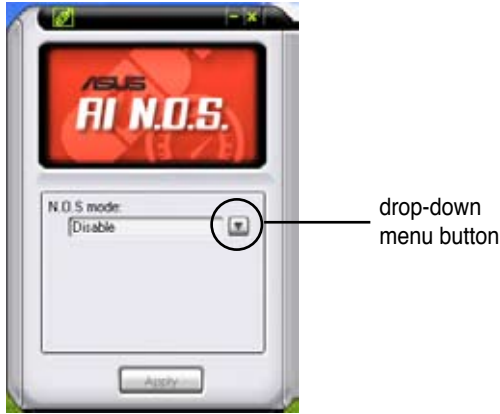 ASUS
AI N.O.S.
N.O.S mode:
Disable
drop-down
menu button
Apply